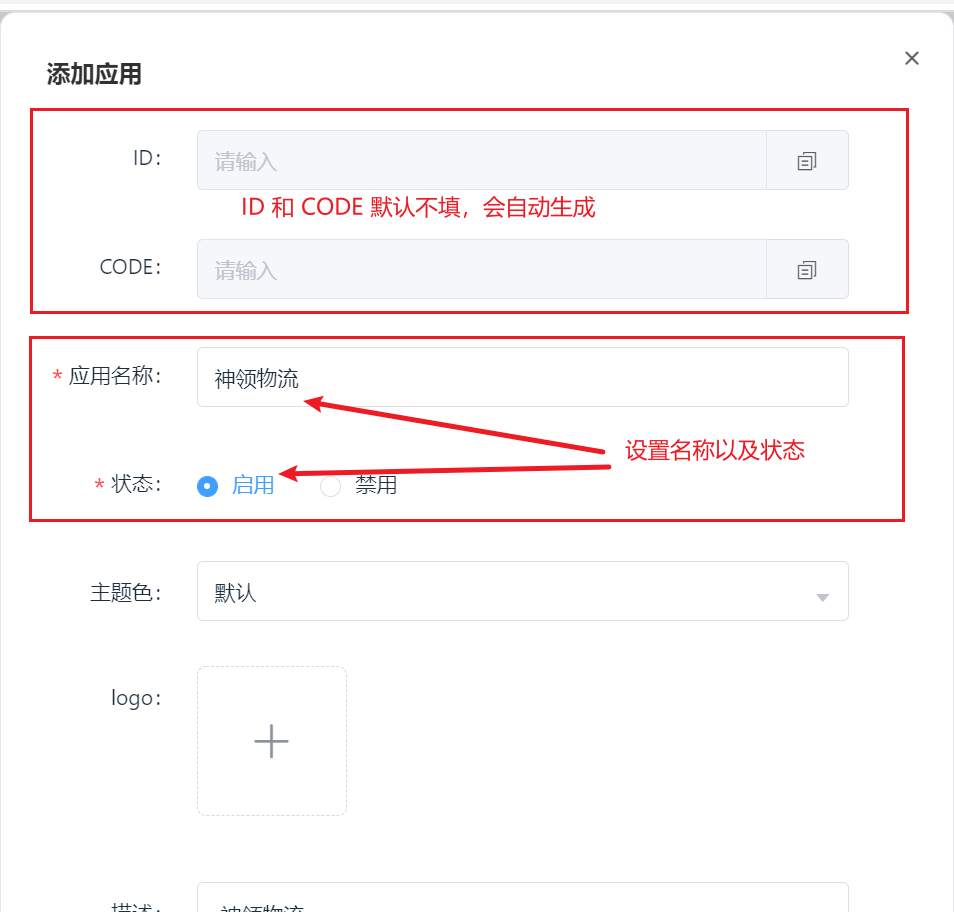 添加应用
ID：
请输入
ID 和 CODE 默认不填，会自动生成
CODE：
请输入
* 应用名称：
神领物流
设置名称以及状态
* 状态：
启用
禁用
主题色：
默认
logo：
描述：
神领物流